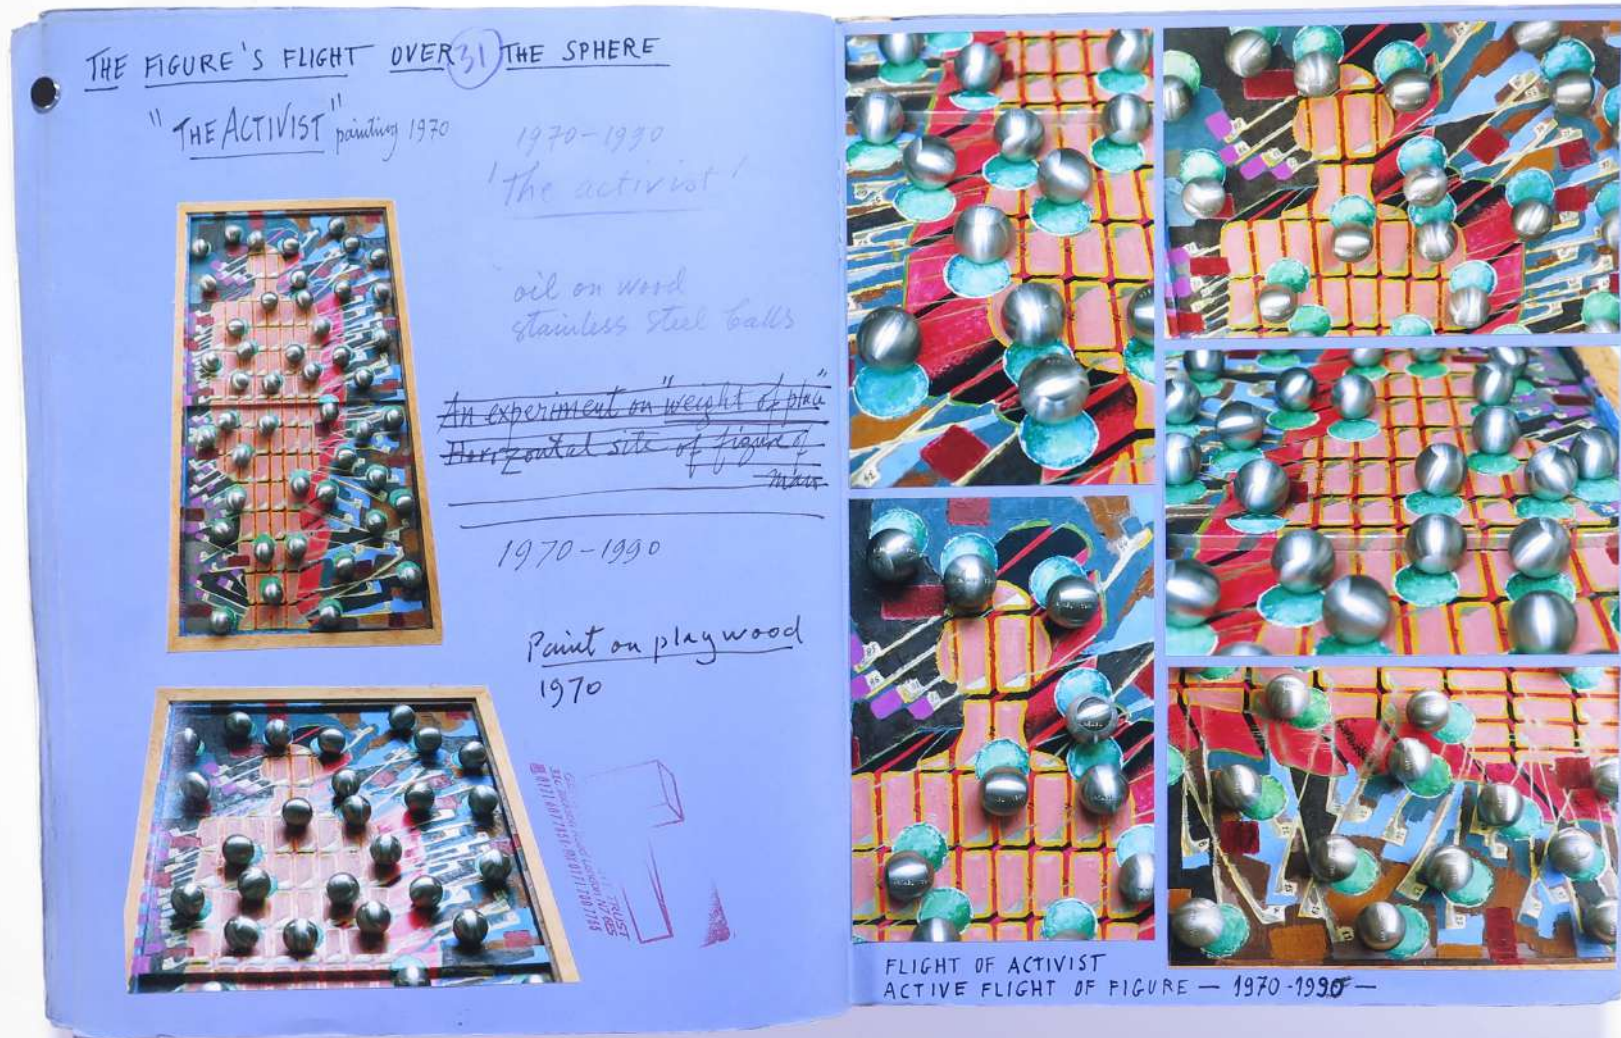 THE FIGURE'S FLIGHT OVER 31 THE SPHERE
"THE ACTIVIST" painting 1970
1970-1990
'The activist'
oil on wood
stainless steel balls
An experiment on "weight of place"
Horizontal site of figure of
man
1970-1990
Paint on playwood
1970
TRUST
FLIGHT OF ACTIVIST
ACTIVE FLIGHT OF FIGURE — 1970-1990 —